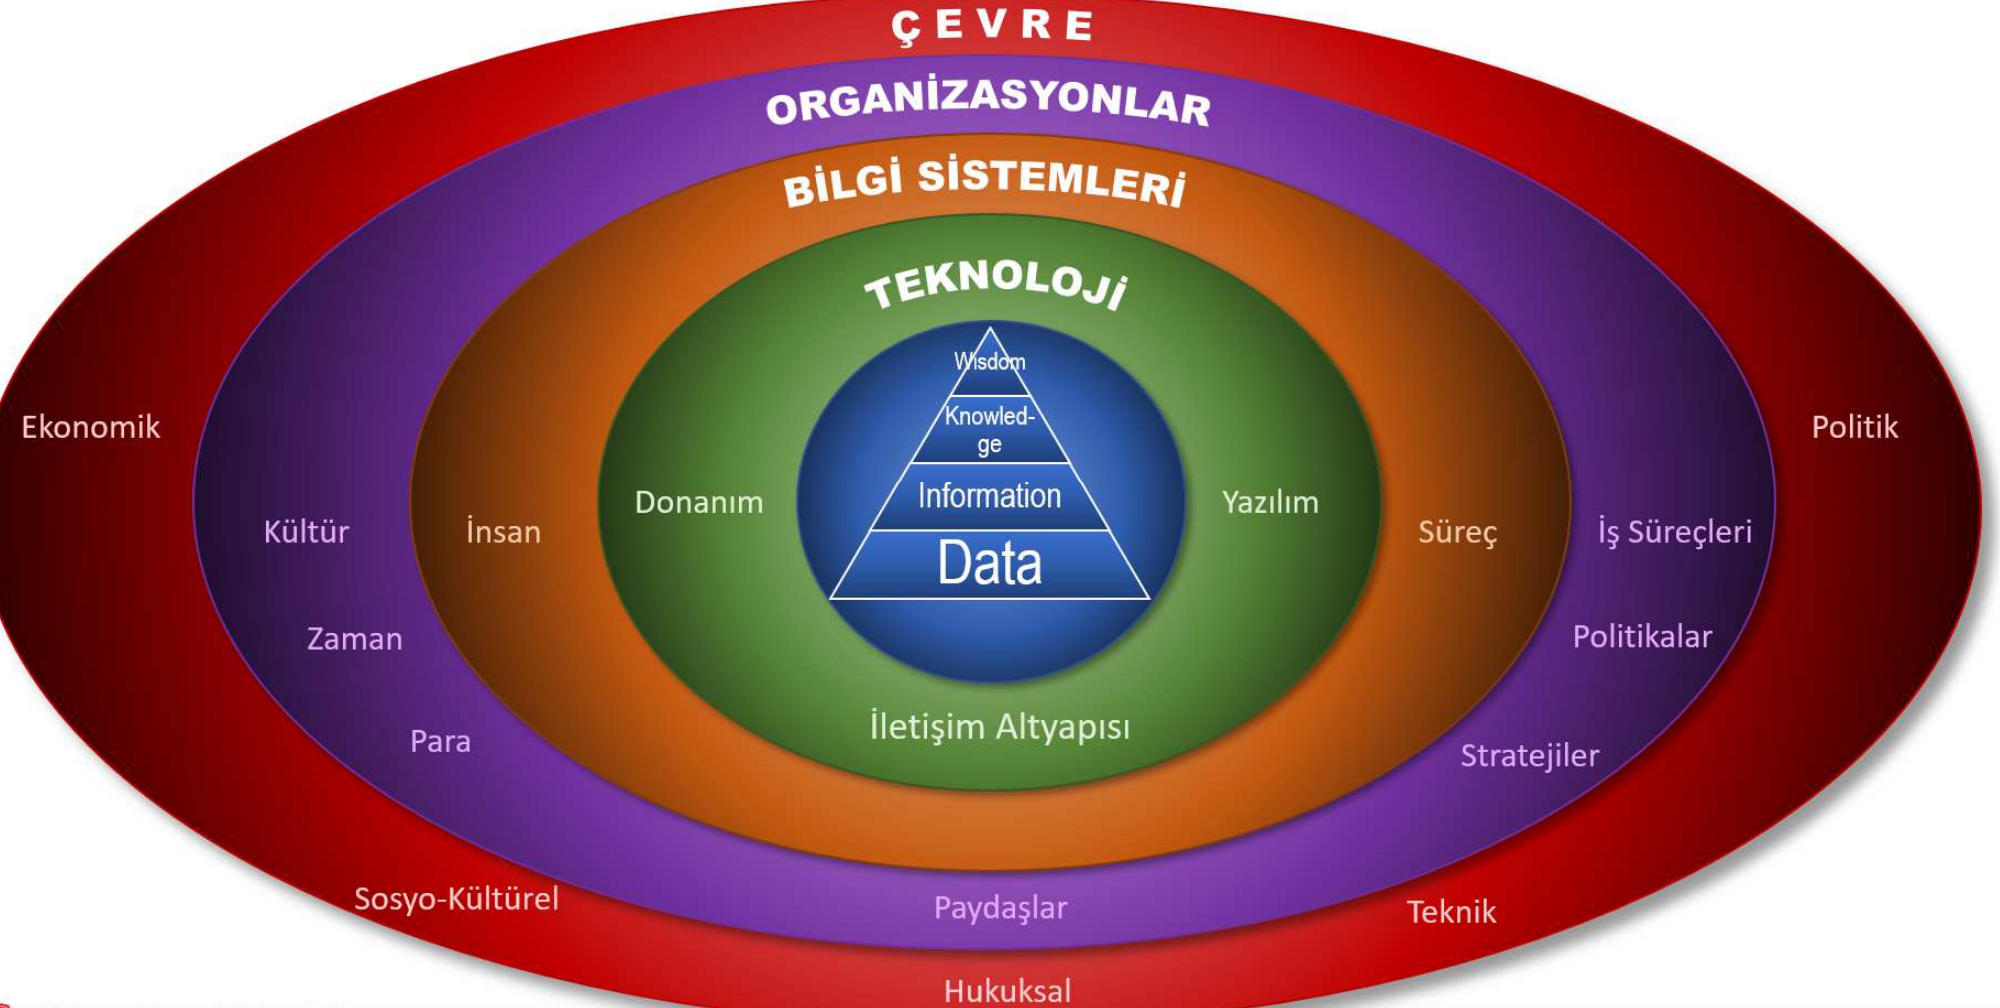 ÇEVRE
ORGANİZASYONLAR
BİLGİ SİSTEMLERİ
TEKNOLOJİ
Wisdom
Knowled-
ge
Information
Data
Ekonomik
Politik
Donanım
Yazılım
Kültür
İnsan
Süreç
İş Süreçleri
Zaman
Politikalar
Para
İletişim Altyapısı
Stratejiler
Sosyo-Kültürel
Paydaşlar
Teknik
Hukuksal